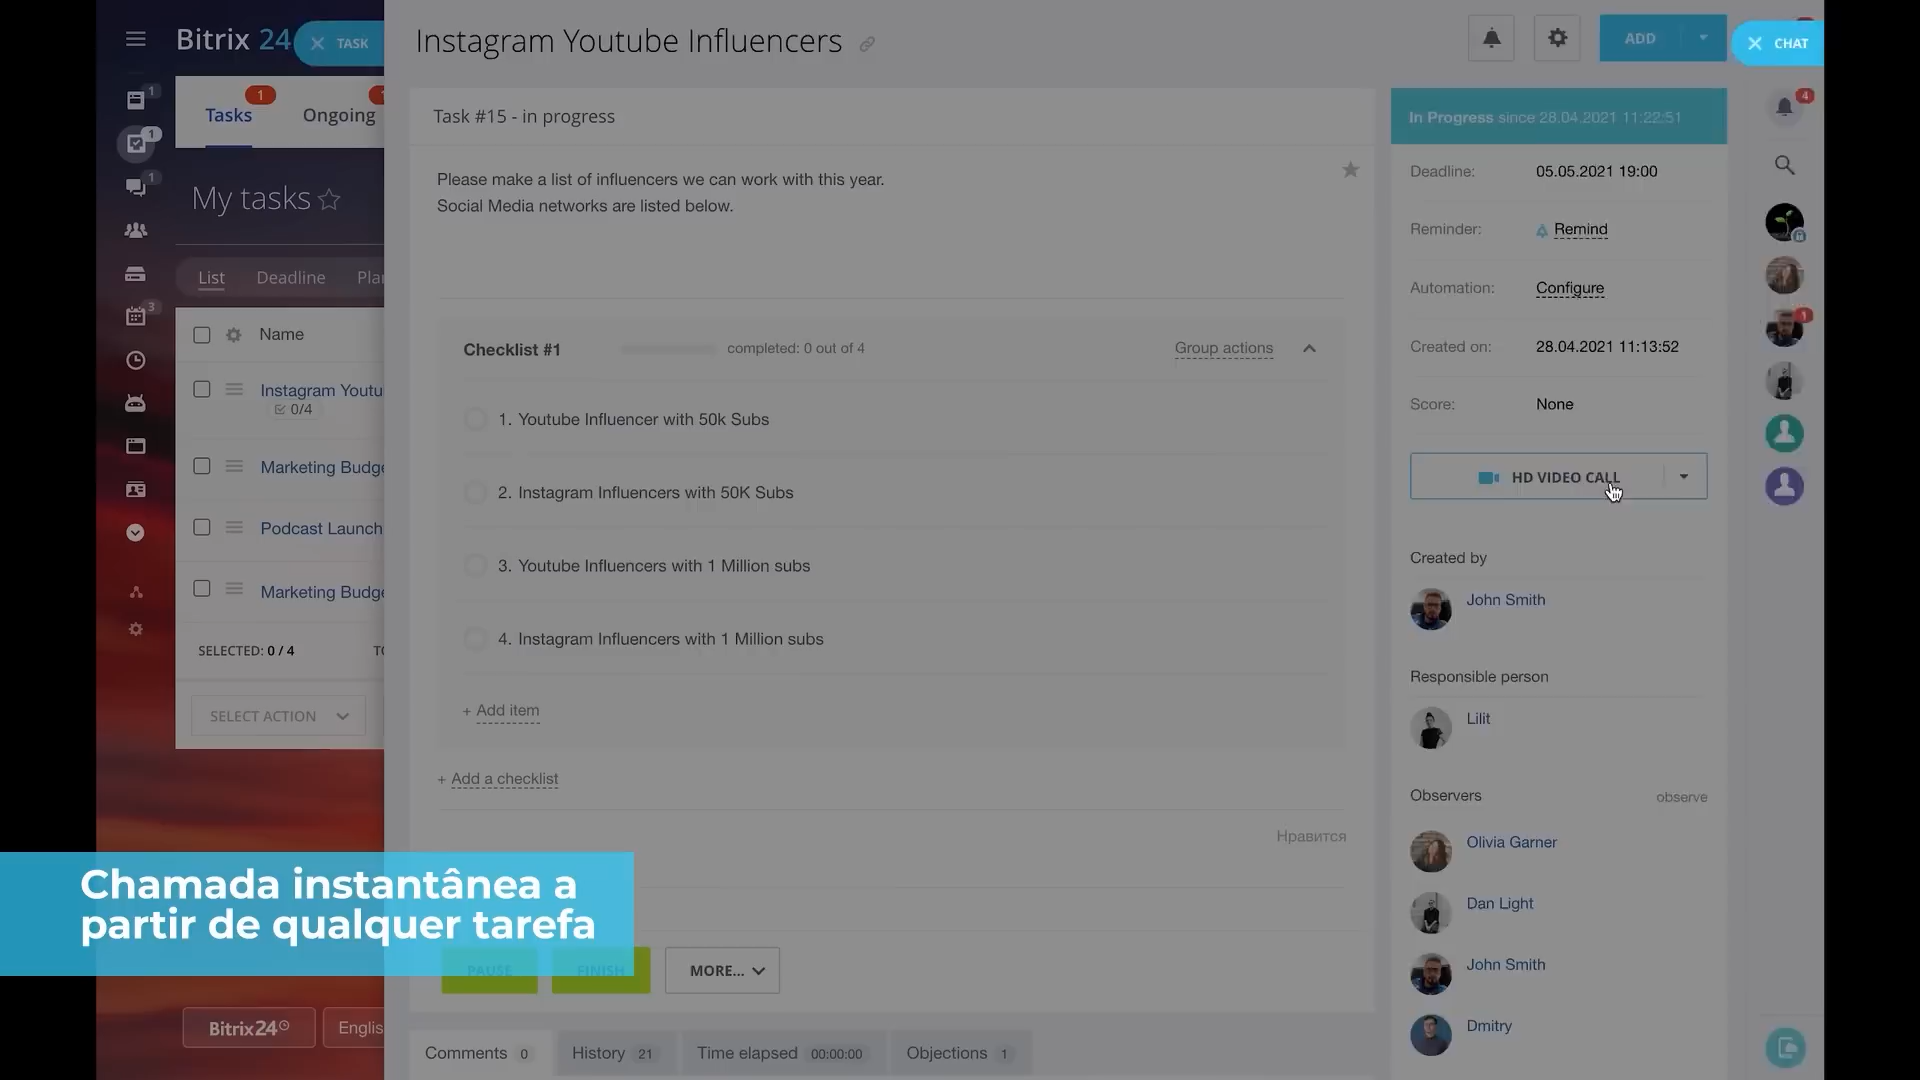 Bitrix 24
TASK
Instagram Youtube Influencers
ADD
CHAT
1
1
1
3
Tasks
1
Ongoing
My tasks
List
Deadline
Name
Instagram Youtu
0/4
Marketing Budge
Podcast Launch
Marketing Budge
SELECTED: 0 / 4
SELECT ACTION
Bitrix24
Englis
Task #15 - in progress
Please make a list of influencers we can work with this year.
Social Media networks are listed below.
Checklist #1
completed: 0 out of 4
Group actions
1. Youtube Influencer with 50k Subs
2. Instagram Influencers with 50K Subs
3. Youtube Influencers with 1 Million subs
4. Instagram Influencers with 1 Million subs
+ Add item
+ Add a checklist
Нравится
Chamada instantânea a
partir de qualquer tarefa
PAUSE
FINISH
MORE...
Comments 0
History 21
Time elapsed 00:00:00
Objections 1
In Progress since 28.04.2021 11:22:51
Deadline: 05.05.2021 19:00
Reminder: Remind
Automation: Configure
Created on: 28.04.2021 11:13:52
Score: None
HD VIDEO CALL
Created by
John Smith
Responsible person
Lilit
Observers
observe
Olivia Garner
Dan Light
John Smith
Dmitry
4
1